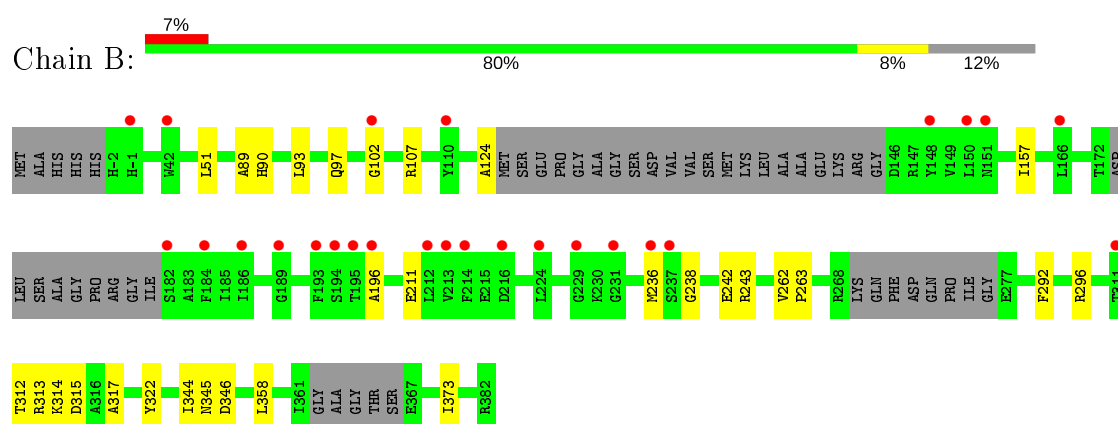 7%
Chain B:
80% 8% 12%
MET ALA HIS HIS HIS H-2 H-1 W42 L51 A89 H90 L93 Q97 G102 R107 Y110 A124 MET SER GLU PRO GLY ALA GLY SER ASP VAL VAL SER MET LYS LEU ALA ALA GLU LYS ARG GLY D146 R147 Y148 V149 L150 N151 I157 L166 T172 ASP
LEU SER ALA GLY PRO ARG GLY ILE S182 A183 F184 I185 I186 G189 F193 S194 T195 A196 E211 L212 V213 F214 E215 D216 L224 G229 K230 G231 M236 S237 G238 E242 R243 V262 P263 R268 LYS GLN PHE ASP GLN PRO ILE GLY E277 F292 R296 T311
T312 R313 K314 D315 A316 A317 Y322 I344 N345 D346 L358 I361 GLY ALA GLY THR SER E367 I373 R382